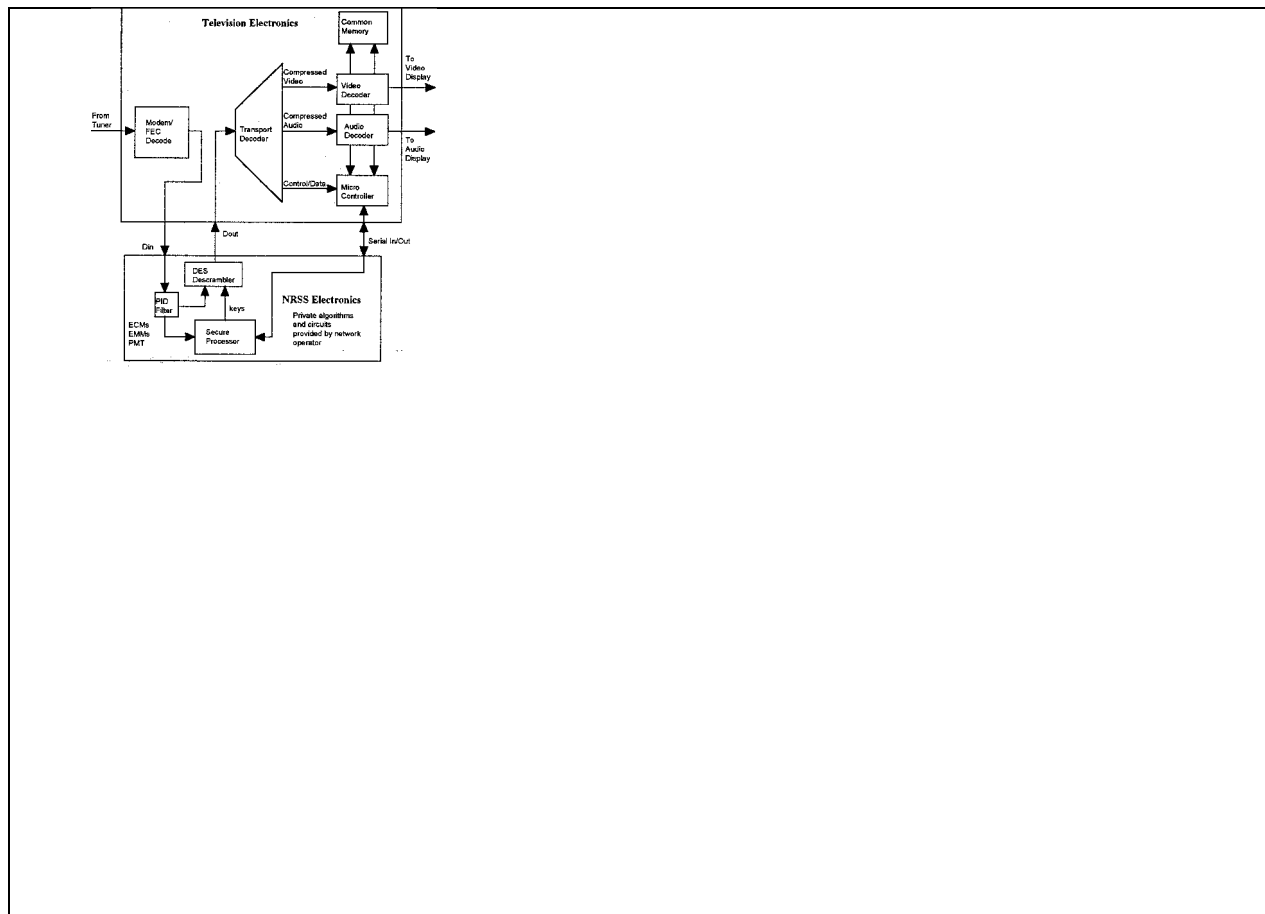 Television Electronics
Common
Memory
To
Video
Display
Compressed
Video
Video
Decoder
From
Tuner
Modem/
FEC
Decode
Transport
Decoder
Compressed
Audio
Audio
Decoder
To
Audio
Display
Control/Data
Micro
Controller
Din
Dout
Serial In/Out
DES
Descrambler
PID
Filter
keys
NRSS Electronics
Private algorithms
and circuits
provided by network
operator
ECMs
EMMs
PMT
Secure
Processor